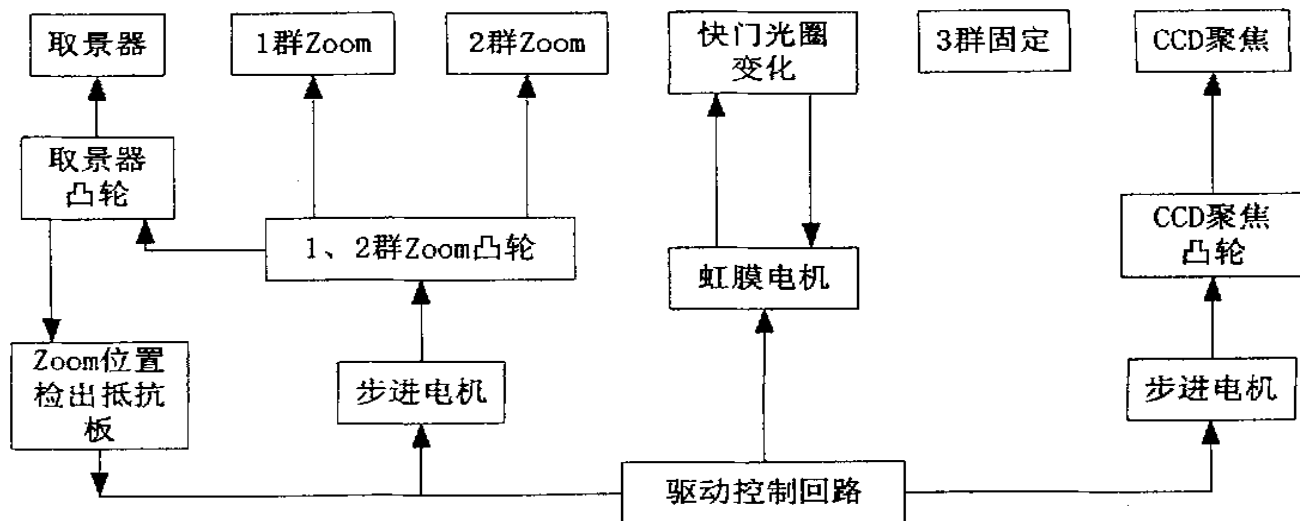 取景器
1群Zoom
2群Zoom
快门光圈
变化
3群固定
CCD聚焦
取景器
凸轮
1、2群Zoom凸轮
虹膜电机
CCD聚焦
凸轮
Zoom位置
检出抵抗
板
步进电机
步进电机
驱动控制回路